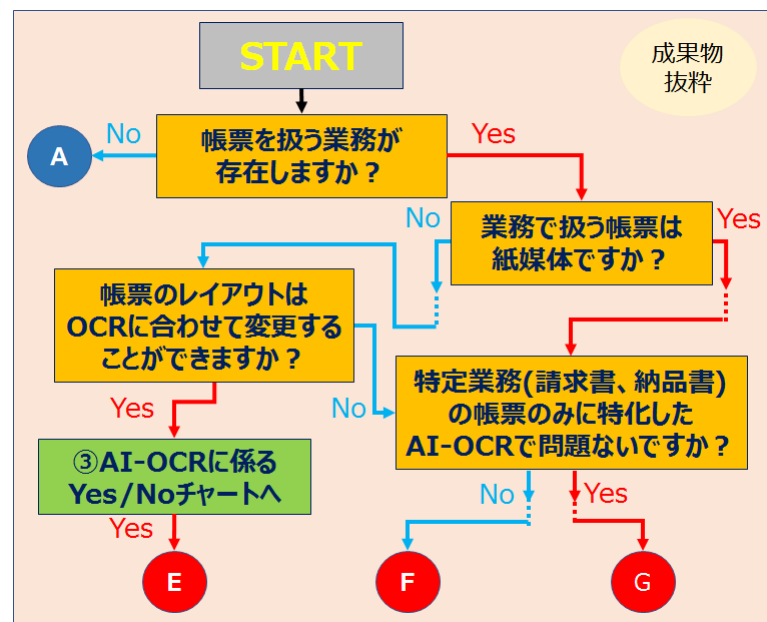 START
成果物
抜粋
A
No
帳票を扱う業務が
存在しますか？
Yes
No
業務で扱う帳票は
紙媒体ですか？
Yes
帳票のレイアウトは
OCRに合わせて変更する
ことができますか？
Yes
No
特定業務(請求書、納品書)
の帳票のみに特化した
AI-OCRで問題ないですか？
③AI-OCRに係る
Yes/Noチャートへ
No
Yes
Yes
E
F
G